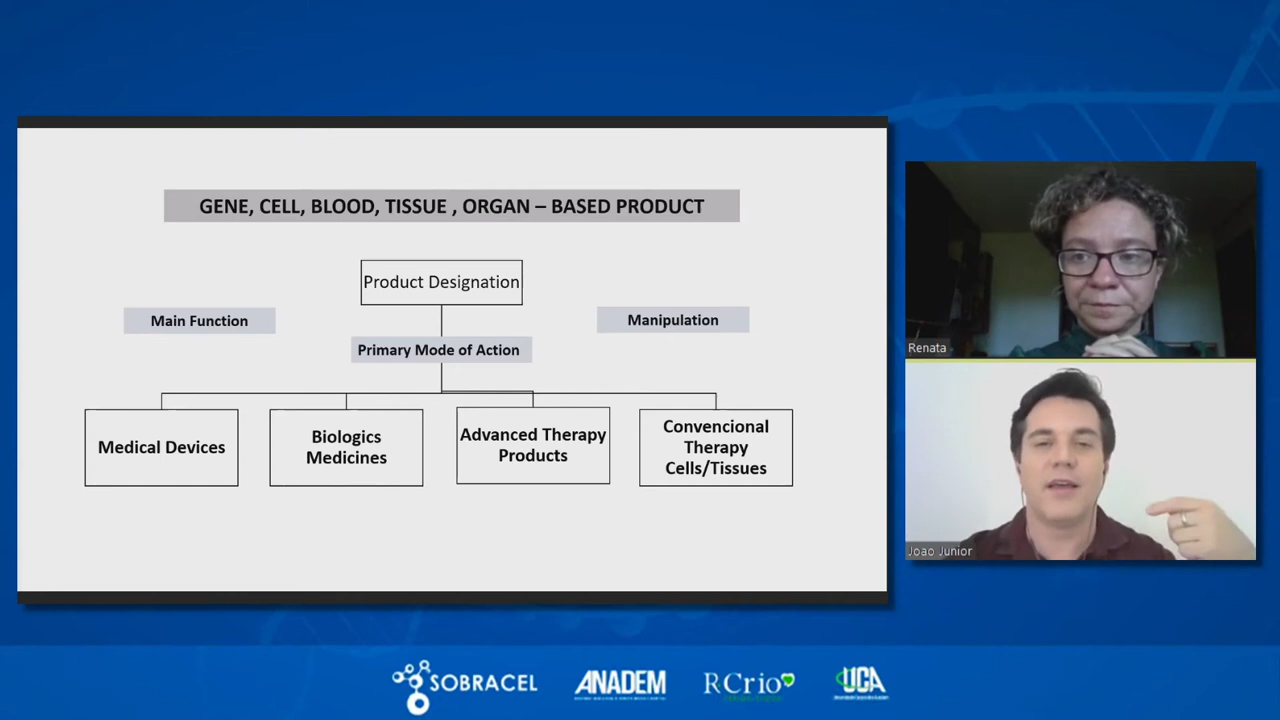 GENE, CELL, BLOOD, TISSUE , ORGAN – BASED PRODUCT
Product Designation
Main Function
Manipulation
Primary Mode of Action
Medical Devices
Biologics
Medicines
Advanced Therapy
Products
Convencional
Therapy
Cells/Tissues
Renata
Joao Junior
SOBRACEL
ANADEM
RCrio
UCA